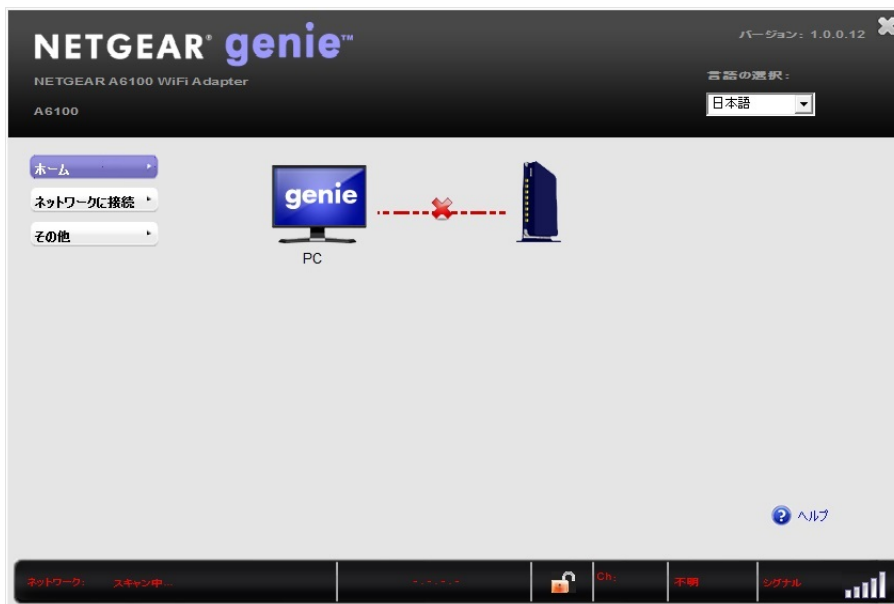 NETGEAR® genie™
バージョン: 1.0.0.12
NETGEAR A6100 WiFi Adapter
言語の選択:
A6100
日本語
ホーム
ネットワークに接続
その他
genie
PC
ヘルプ
ネットワーク: スキャン中... -.-.-.- Ch: 不明 シグナル